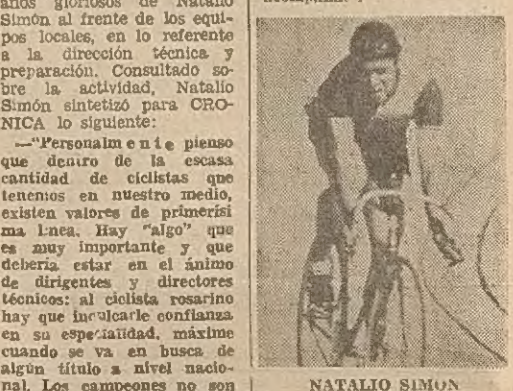 años gloriosos de Natalio
Simón al frente de los equi-
pos locales, en lo referente
a la dirección técnica y
preparación. Consultado so-
bre la actividad, Natalio
Simón sintetizó para CRO-
NICA lo siguiente:
—"Personalmente pienso
que dentro de la escasa
cantidad de ciclistas que
tenemos en nuestro medio,
existen valores de primerísi
ma línea. Hay "algo" que
es muy importante y que
debería estar en el ánimo
de dirigentes y directores
técnicos: al ciclista rosarino
hay que inculcarle confianza
en su especialidad, máxime
cuando se va en busca de
algún título a nivel nacio-
nal. Los campeones no son
NATALIO SIMON